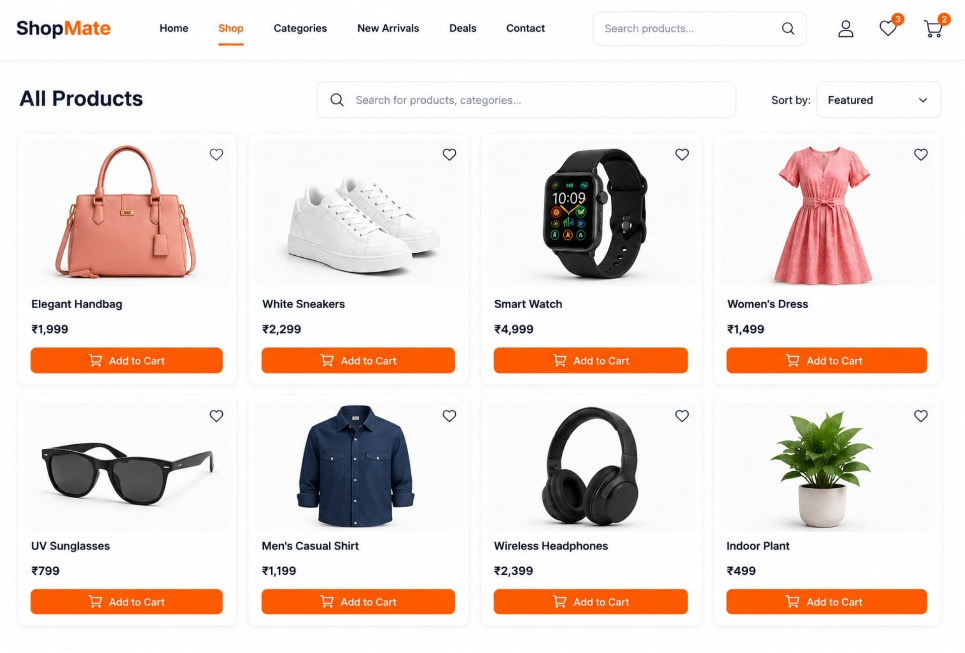 ShopMate
Home Shop Categories New Arrivals Deals Contact
Search products...
3
2
All Products
Search for products, categories...
Sort by: Featured
10:09
Elegant Handbag
₹1,999
Add to Cart
White Sneakers
₹2,299
Add to Cart
Smart Watch
₹4,999
Add to Cart
Women's Dress
₹1,499
Add to Cart
UV Sunglasses
₹799
Add to Cart
Men's Casual Shirt
₹1,199
Add to Cart
Wireless Headphones
₹2,399
Add to Cart
Indoor Plant
₹499
Add to Cart